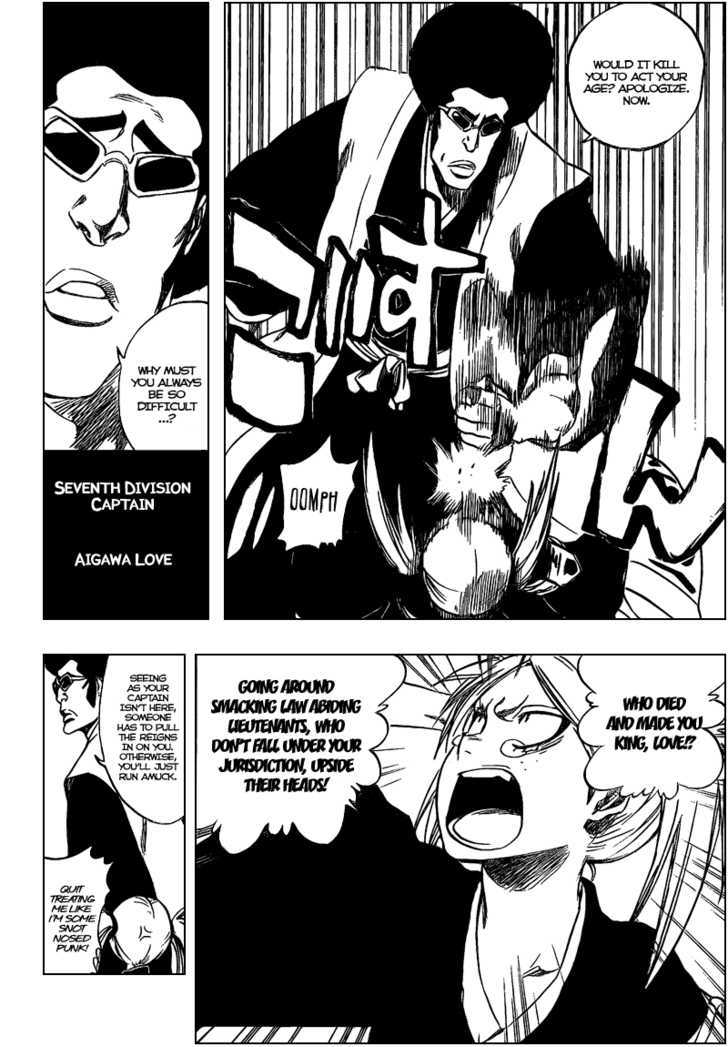 WOULD IT KILL
YOU TO ACT YOUR
AGE? APOLOGIZE.
NOW.
OOMPH
WHY MUST
YOU ALWAYS
BE SO
DIFFICULT
...?
SEVENTH DIVISION
CAPTAIN
AIGAWA LOVE
WHO DIED
AND MADE YOU
KING, LOVE!?
GOING AROUND
SMACKING LAW ABIDING
LIEUTENANTS, WHO
DON'T FALL UNDER YOUR
JURISDICTION, UPSIDE
THEIR HEADS!
SEEING
AS YOUR
CAPTAIN
ISN'T HERE,
SOMEONE
HAS TO PULL
THE REIGNS
IN ON YOU.
OTHERWISE,
YOU'LL JUST
RUN AMUCK.
QUIT
TREATING
ME LIKE
I'M SOME
SNOT
NOSED
PUNK!